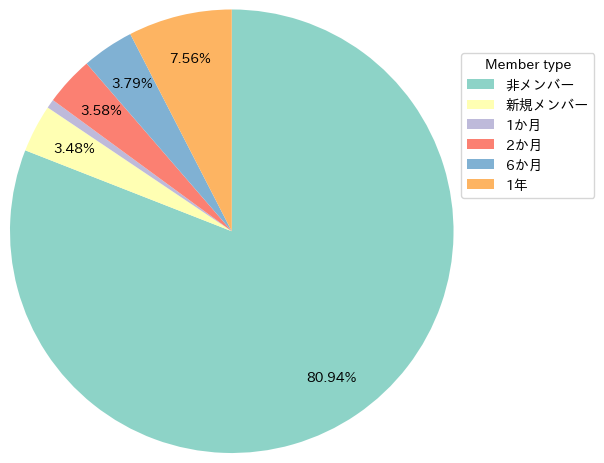 7.56%
3.79%
3.58%
3.48%
80.94%
Member type
非メンバー
新規メンバー
1か月
2か月
6か月
1年